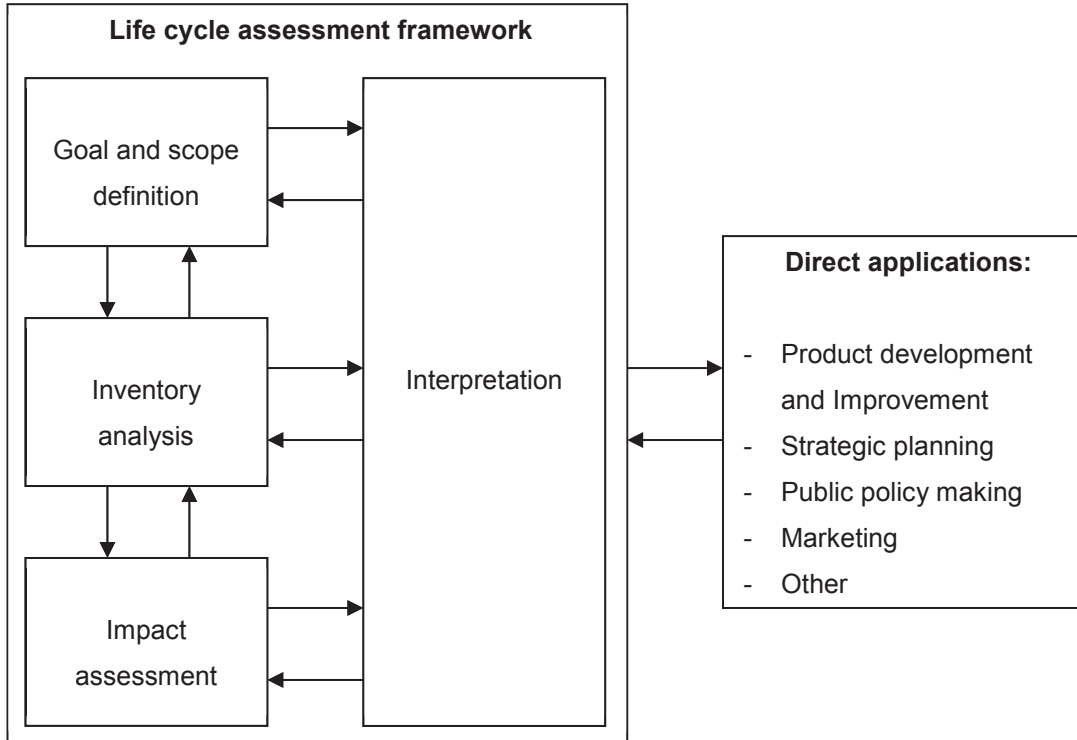 Life cycle assessment framework
Goal and scope
definition
Inventory
analysis
Impact
assessment
Interpretation
Direct applications:
- Product development
and Improvement
- Strategic planning
- Public policy making
- Marketing
- Other